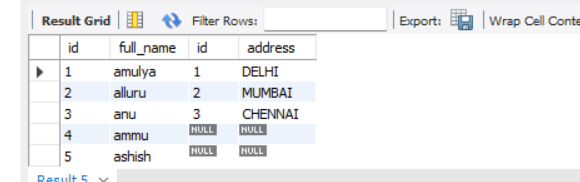 Result Grid Filter Rows: Export: Wrap Cell Conte
id full_name id address
1 amulya 1 DELHI
2 alluru 2 MUMBAI
3 anu 3 CHENNAI
4 ammu NULL NULL
5 ashish NULL NULL
Result 5